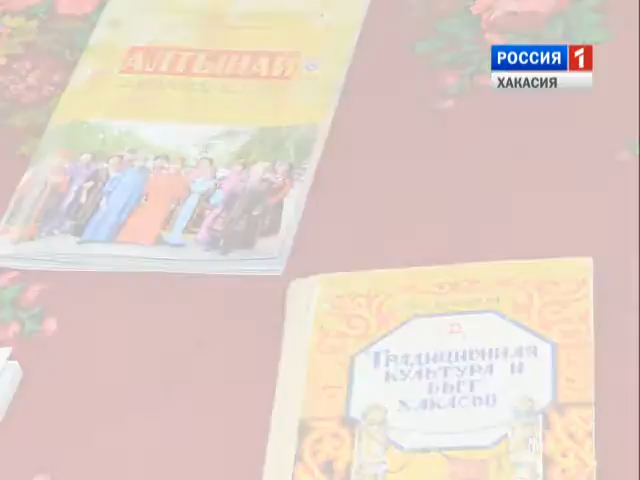 АЛТЫНАЙ
РОССИЯ 1
ХАКАСИЯ
ТРАДИЦИОННАЯ
КУЛЬТУРА И
БЫТ
ХАКАСОВ